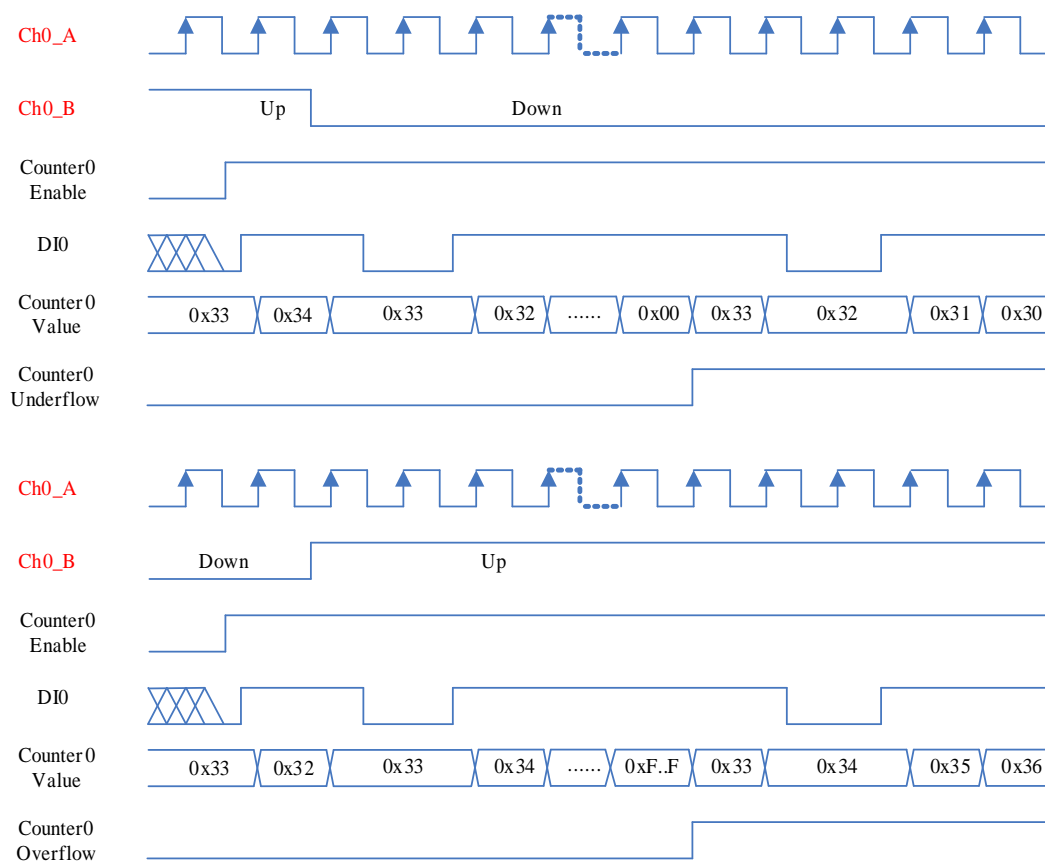 Ch0_A
Ch0_B Up Down
Counter0
Enable
DI0
Counter0
Value
0x33 0x34 0x33 0x32 ...... 0x00 0x33 0x32 0x31 0x30
Counter0
Underflow
Ch0_A
Ch0_B Down Up
Counter0
Enable
DI0
Counter0
Value
0x33 0x32 0x33 0x34 ...... 0xF..F 0x33 0x34 0x35 0x36
Counter0
Overflow